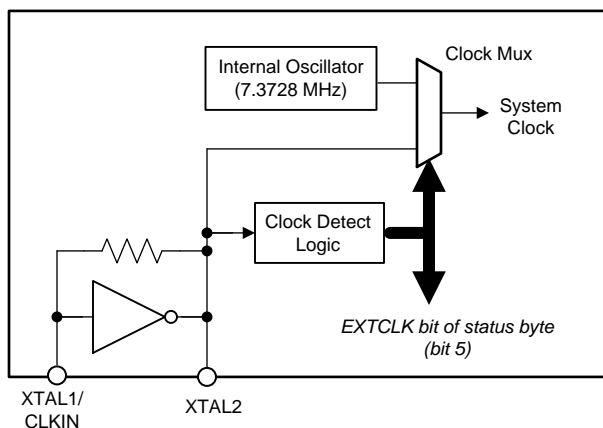 Internal Oscillator
(7.3728 MHz)
Clock Mux
System
Clock
Clock Detect
Logic
EXTCLK bit of status byte
(bit 5)
XTAL1/
CLKIN
XTAL2